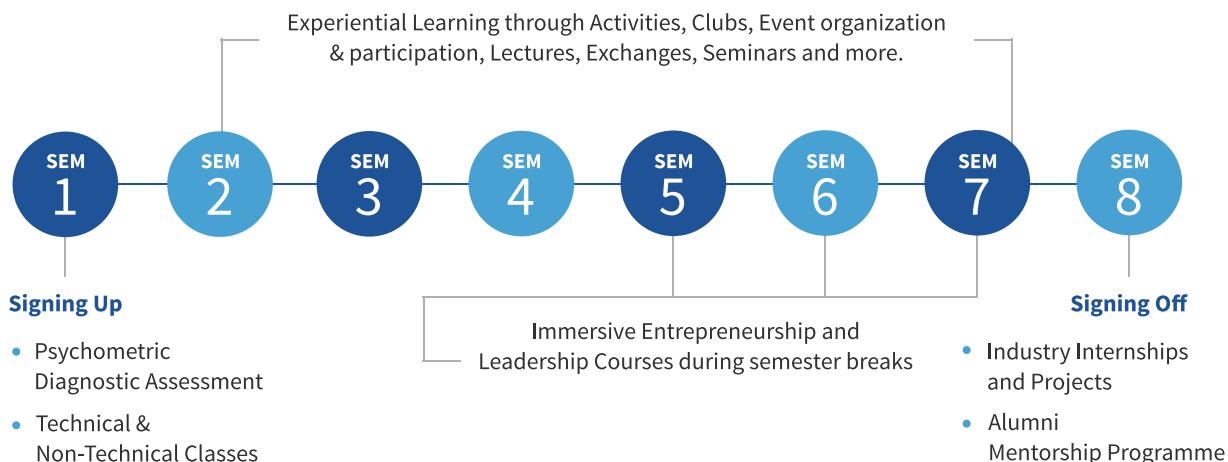 Experiential Learning through Activities, Clubs, Event organization
& participation, Lectures, Exchanges, Seminars and more.
SEM
1
SEM
2
SEM
3
SEM
4
SEM
5
SEM
6
SEM
7
SEM
8
Signing Up
• Psychometric
Diagnostic Assessment
• Technical &
Non-Technical Classes
Immersive Entrepreneurship and
Leadership Courses during semester breaks
Signing Off
• Industry Internships
and Projects
• Alumni
Mentorship Programme